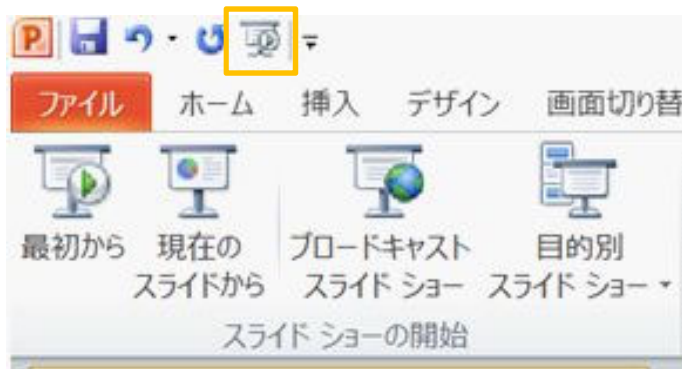 P
ファイル ホーム 挿入 デザイン 画面切り替
最初から 現在の ブロードキャスト 目的別
スライドから スライド ショー スライド ショー
スライド ショーの開始